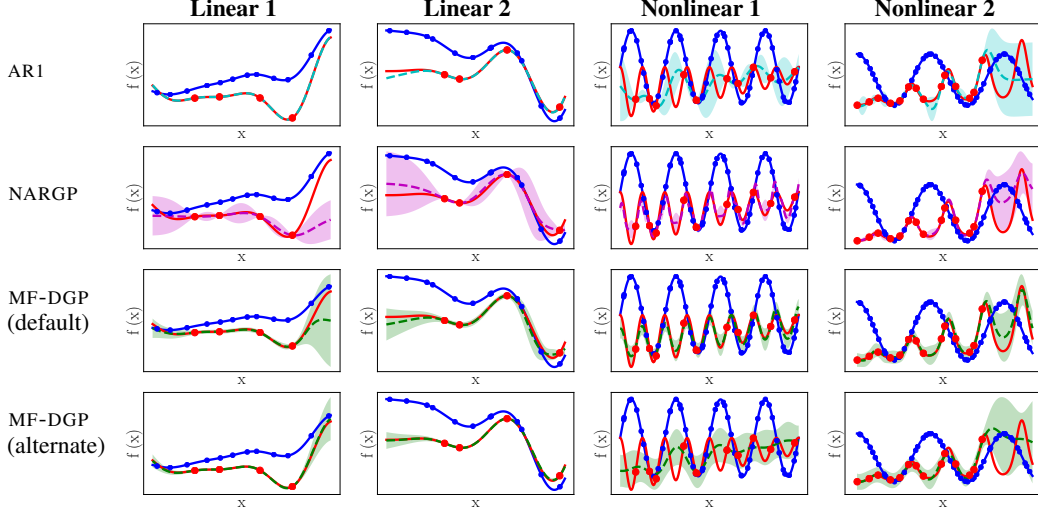 Linear 1 Linear 2 Nonlinear 1 Nonlinear 2
AR1 f(x) f(x) f(x) f(x)
x x x x
NARGP f(x) f(x) f(x) f(x)
x x x x
MF-DGP
(default) f(x) f(x) f(x) f(x)
x x x x
MF-DGP
(alternate) f(x) f(x) f(x) f(x)
x x x x